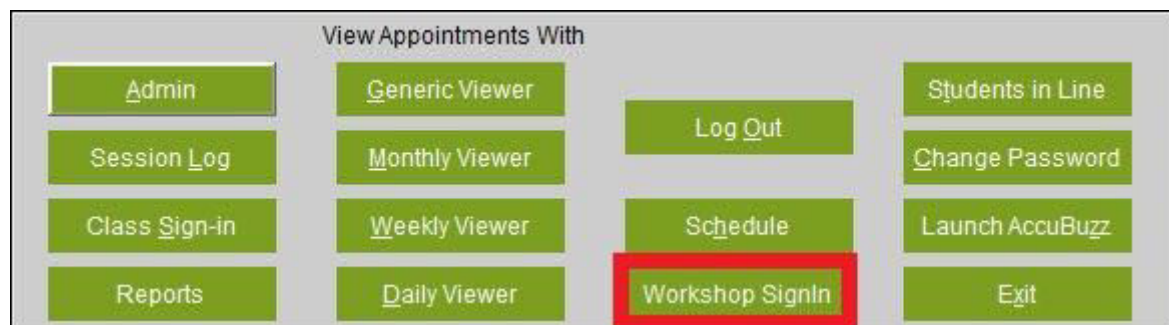 View Appointments With
Admin
Generic Viewer
Students in Line
Log Out
Session Log
Monthly Viewer
Change Password
Class Sign-in
Weekly Viewer
Schedule
Launch AccuBuzz
Reports
Daily Viewer
Workshop SignIn
Exit